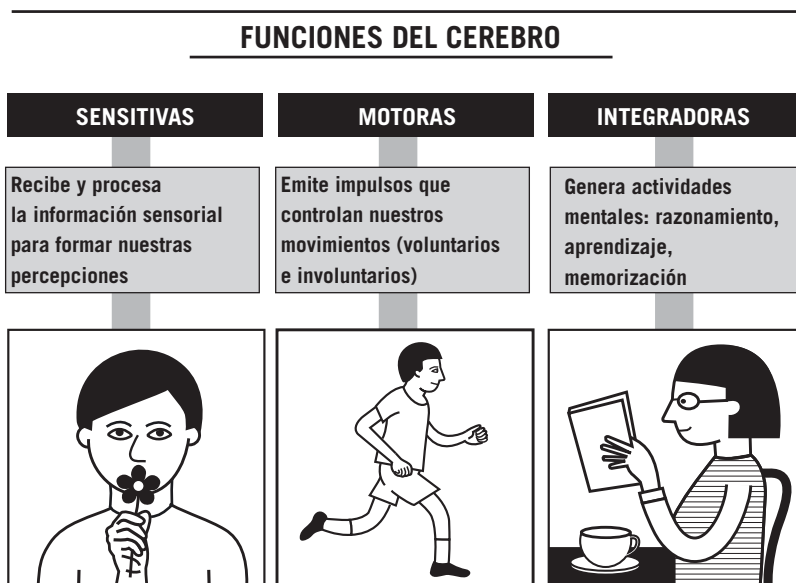 FUNCIONES DEL CEREBRO
SENSITIVAS
Recibe y procesa
la información sensorial
para formar nuestras
percepciones
MOTORAS
Emite impulsos que
controlan nuestros
movimientos (voluntarios
e involuntarios)
INTEGRADORAS
Genera actividades
mentales: razonamiento,
aprendizaje,
memorización